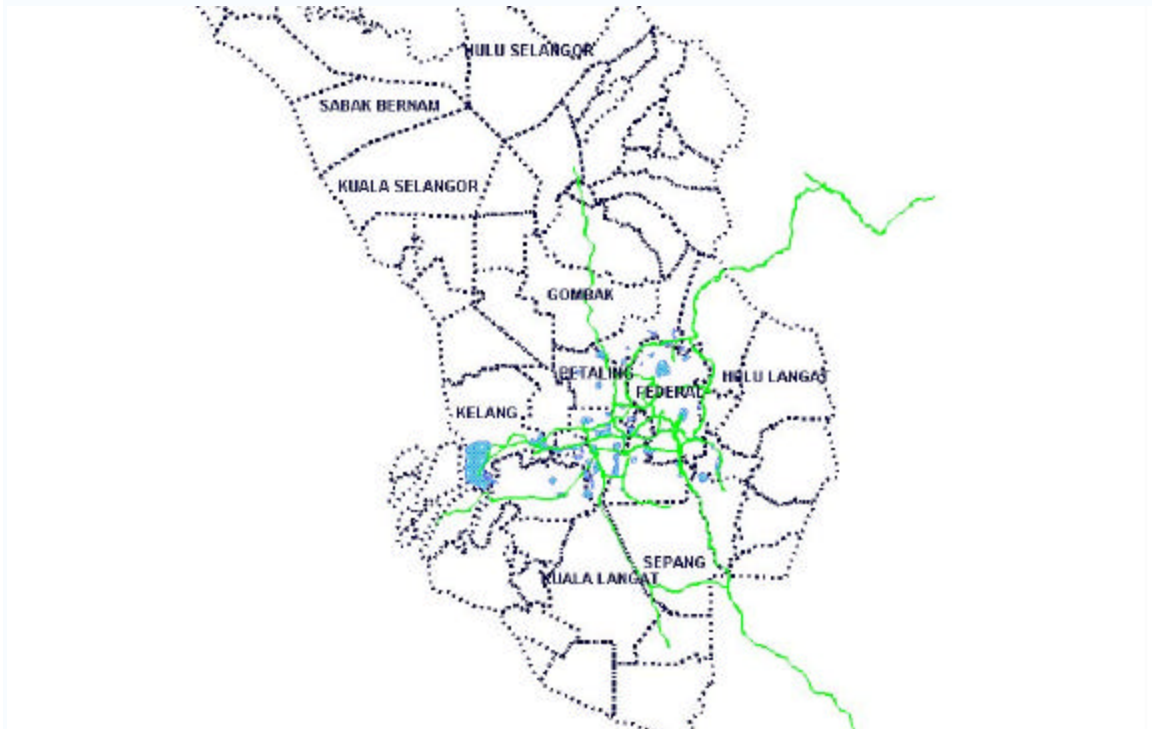 HULU SELANGOR
SABAK BERNAM
KUALA SELANGOR
GOMBAK
PETALING
HULU LANGAT
FEDERAL
KELANG
SEPANG
KUALA LANGAT